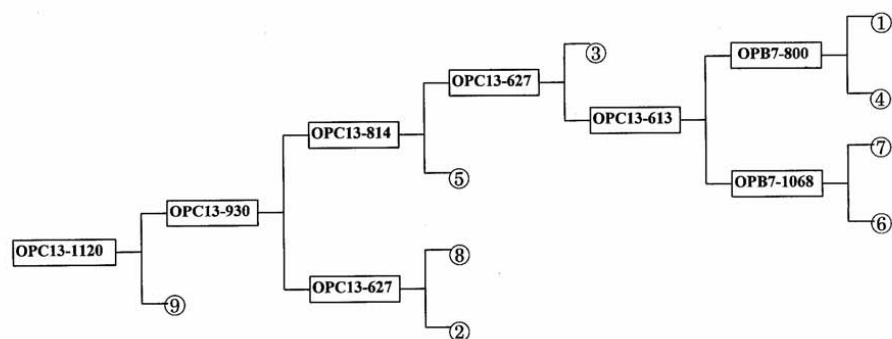 ①
OPB7-800
③
OPC13-627
④
OPC13-613
OPC13-814
⑦
⑤
OPB7-1068
OPC13-930
⑥
OPC13-1120
⑧
OPC13-627
⑨
②